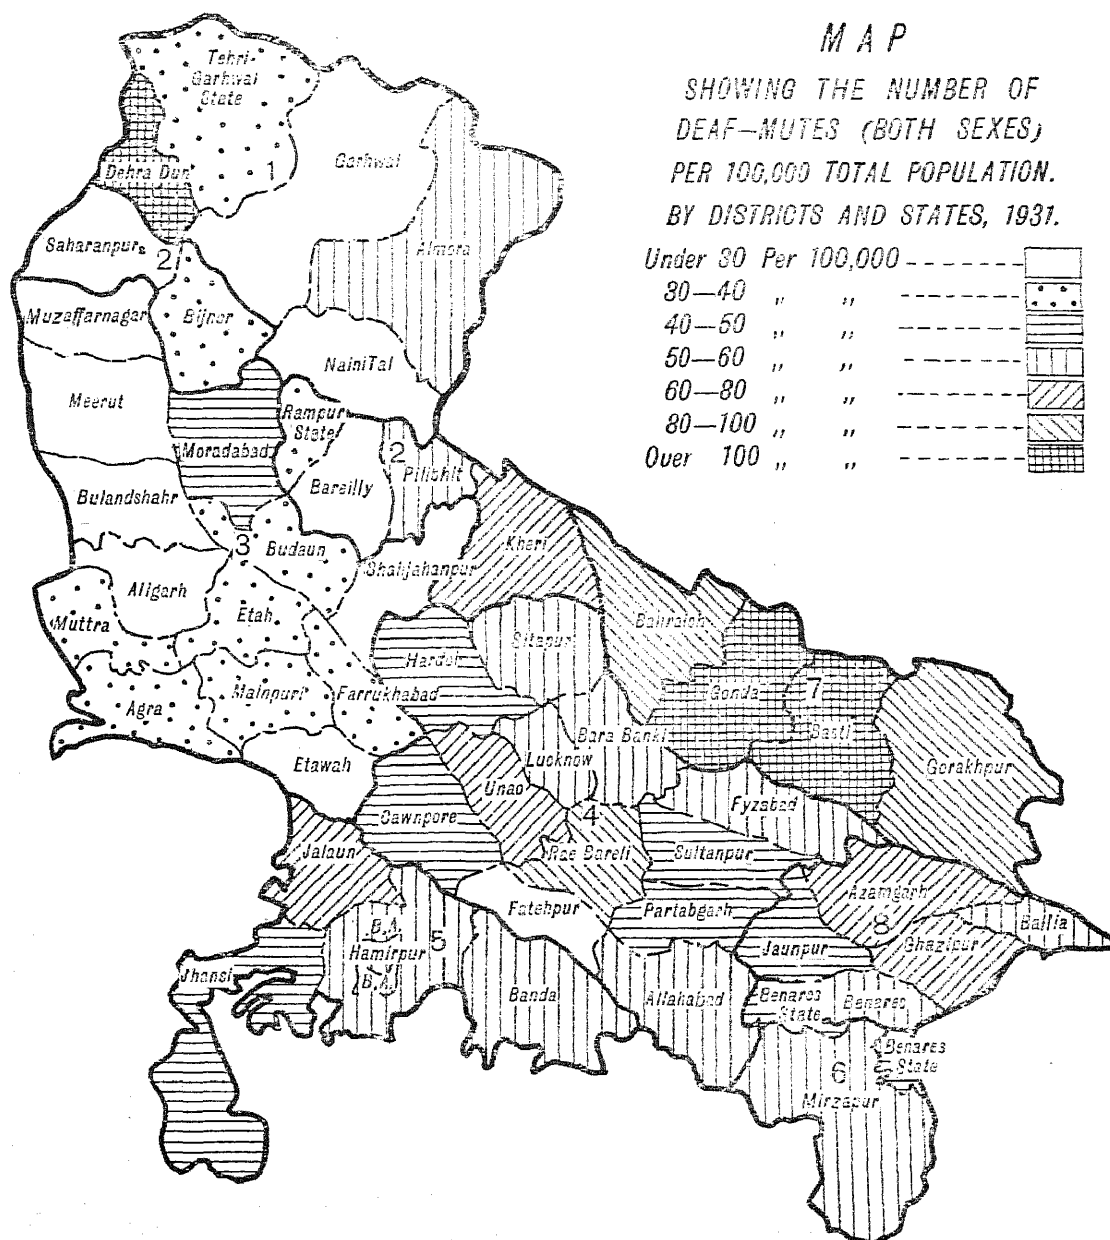 MAP
SHOWING THE NUMBER OF
DEAF—MUTES (BOTH SEXES)
PER 100,000 TOTAL POPULATION.
BY DISTRICTS AND STATES, 1931.
Under 30 Per 100,000
30—40 „ „
40—50 „ „
50—60 „ „
60—80 „ „
80—100 „ „
Over 100 „ „
Tehri-
Garhwal
State
1
Garhwal
Dehra Dun
Almora
Saharanpur
2
Muzaffarnagar
Bijnor
NainiTal
Meerut
Rampur
State
Moradabad
2
Pilibhit
Bareilly
Bulandshahr
3
Budaun
Kheri
Shahjahanpur
Aligarh
Etah
Muttra
Bahraich
Sitapur
Hardoi
Mainpuri
Farrukhabad
Agra
Gonda
7
Basti
Bara Banki
Lucknow
Etawah
Gorakhpur
Unao
Fyzabad
Cawnpore
4
Jalaun
Rae Bareli
Sultanpur
Azamgarh
Fatehpur
Partabgarh
8
Ballia
B.A.
5
Jaunpur
Ghazipur
Hamirpur
Jhansi
B.A.
Banda
Allahabad
Benares
State
Benares
Benares
State
6
Mirzapur